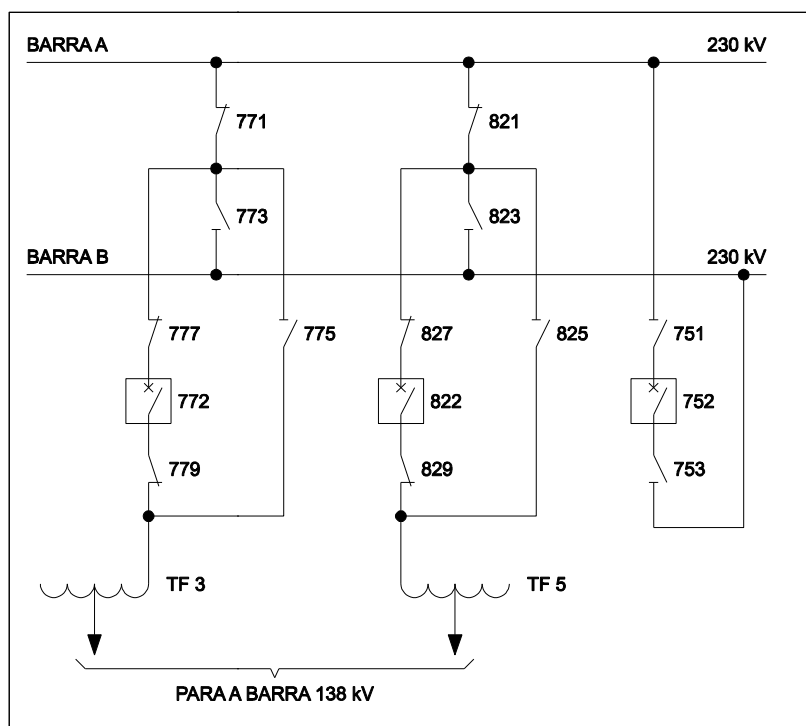 BARRA A 230 kV
771 821
773 823
BARRA B 230 kV
777 775 827 825 751
772 822 752
779 829 753
TF 3 TF 5
PARA A BARRA 138 kV